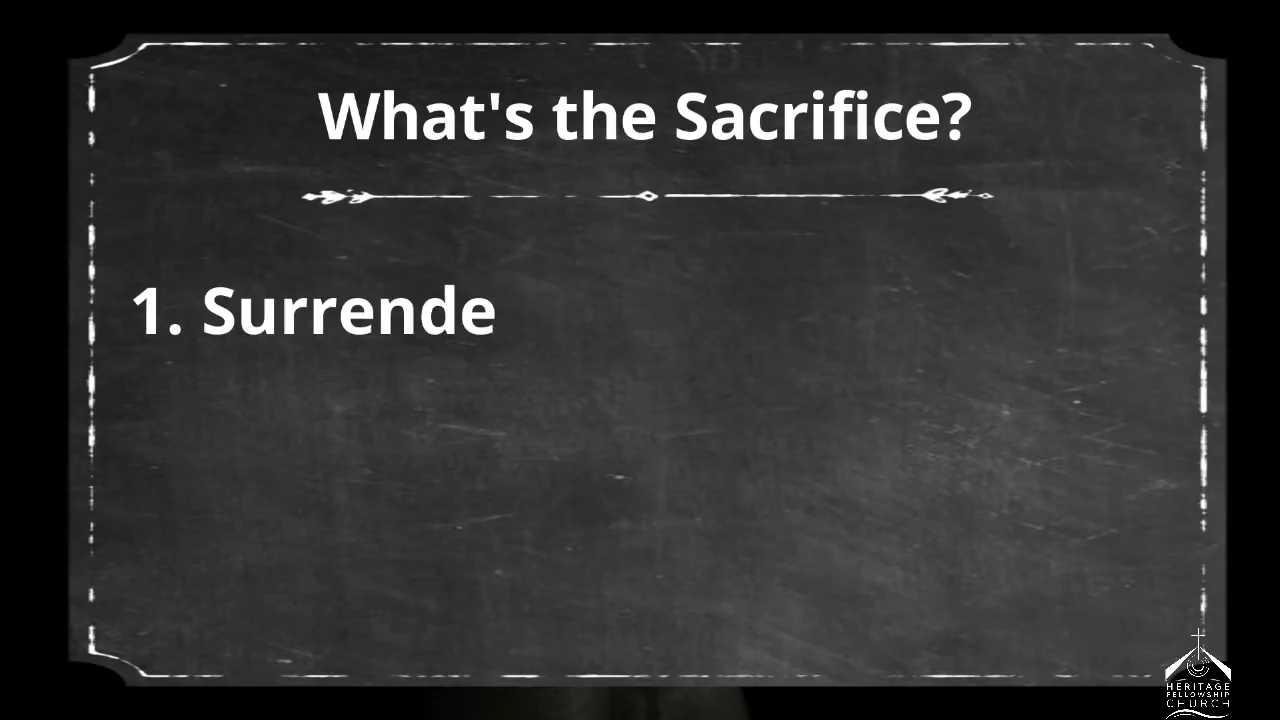 What's the Sacrifice?
1. Surrende
HERITAGE
FELLOWSHIP
CHURCH